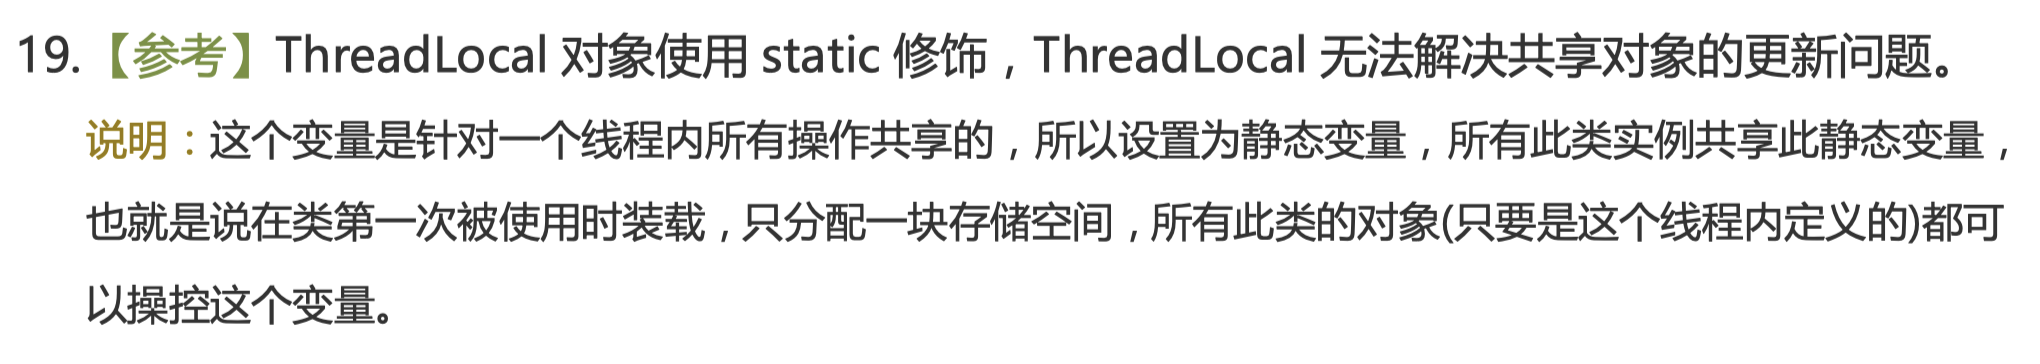 19.【参考】ThreadLocal 对象使用 static 修饰，ThreadLocal 无法解决共享对象的更新问题。
说明：这个变量是针对一个线程内所有操作共享的，所以设置为静态变量，所有此类实例共享此静态变量，
也就是说在类第一次被使用时装载，只分配一块存储空间，所有此类的对象(只要是这个线程内定义的)都可
以操控这个变量。